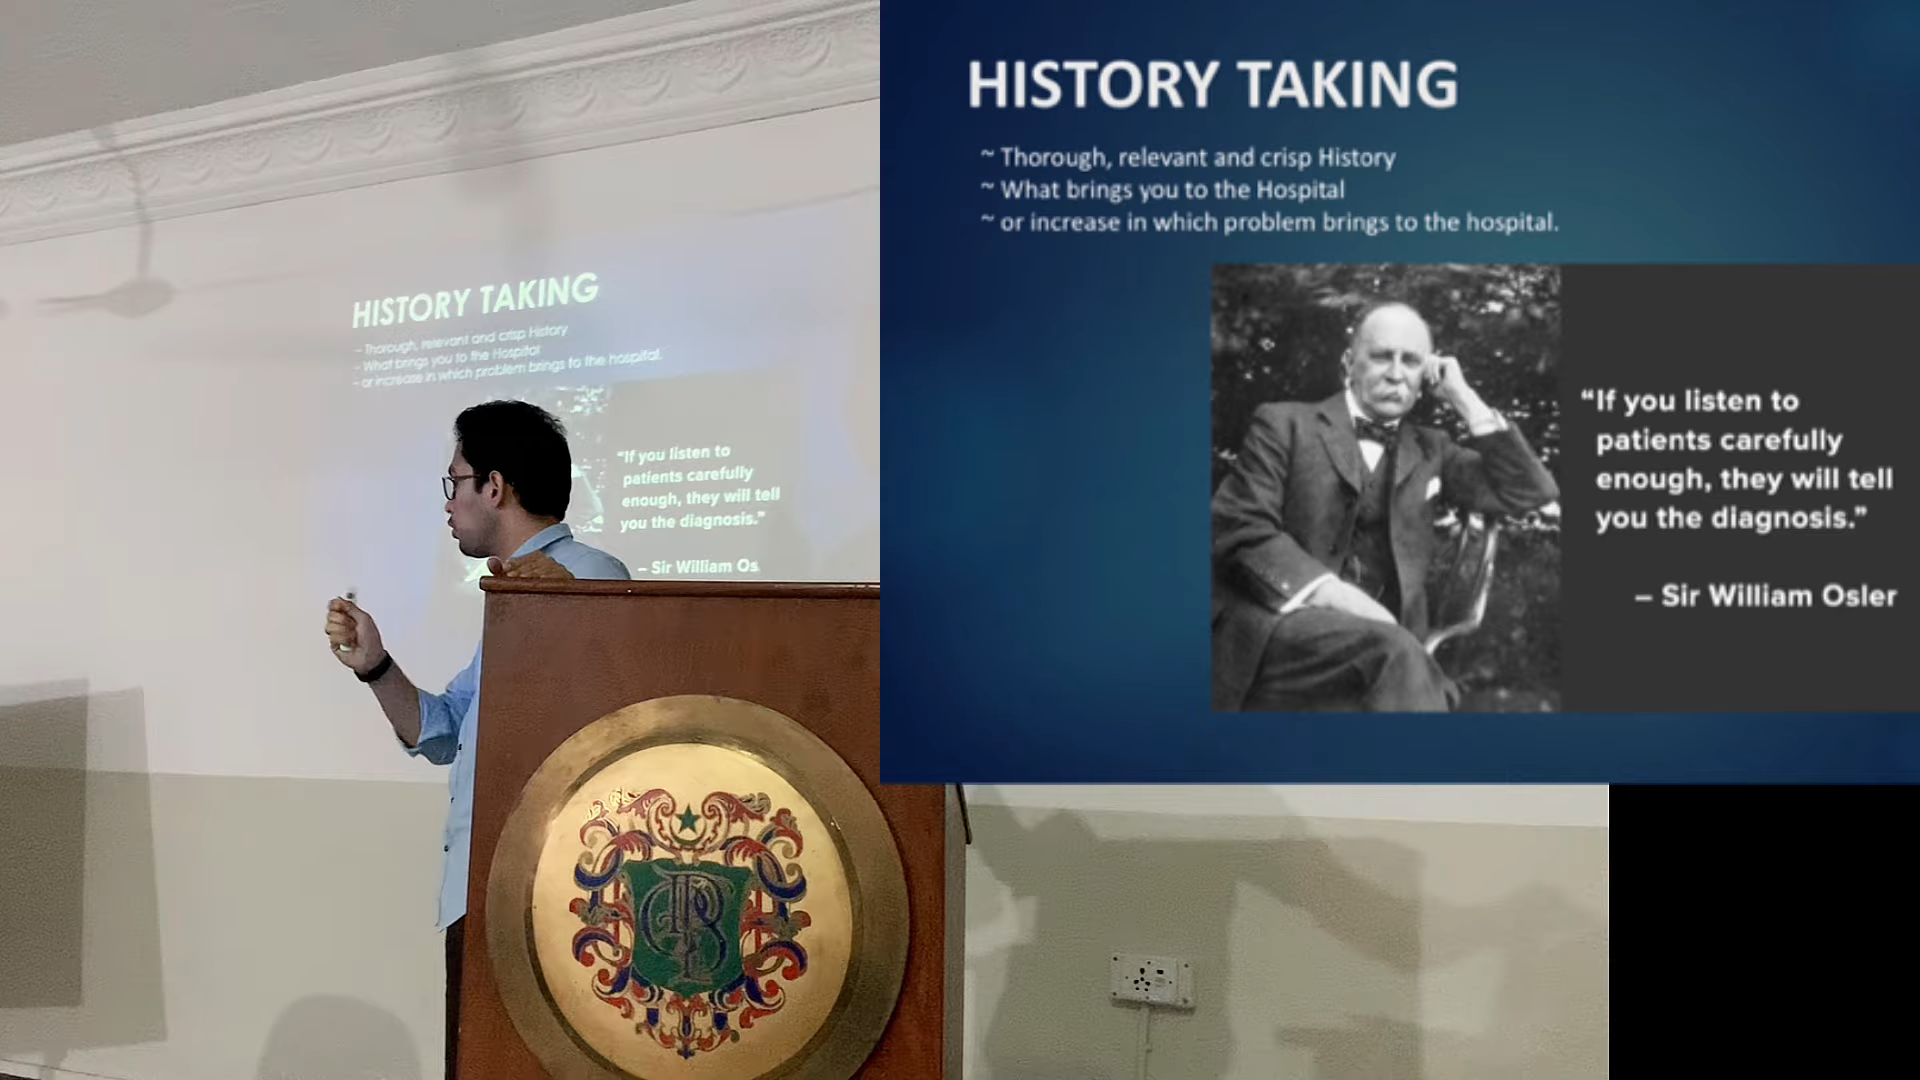 HISTORY TAKING
– Thorough, relevant and crisp History
– What brings you to the Hospital
– or increase in which problem brings to the hospital.
“If you listen to
patients carefully
enough, they will tell
you the diagnosis.”
– Sir William Os
HISTORY TAKING
~ Thorough, relevant and crisp History
~ What brings you to the Hospital
~ or increase in which problem brings to the hospital.
“If you listen to
patients carefully
enough, they will tell
you the diagnosis.”
– Sir William Osler